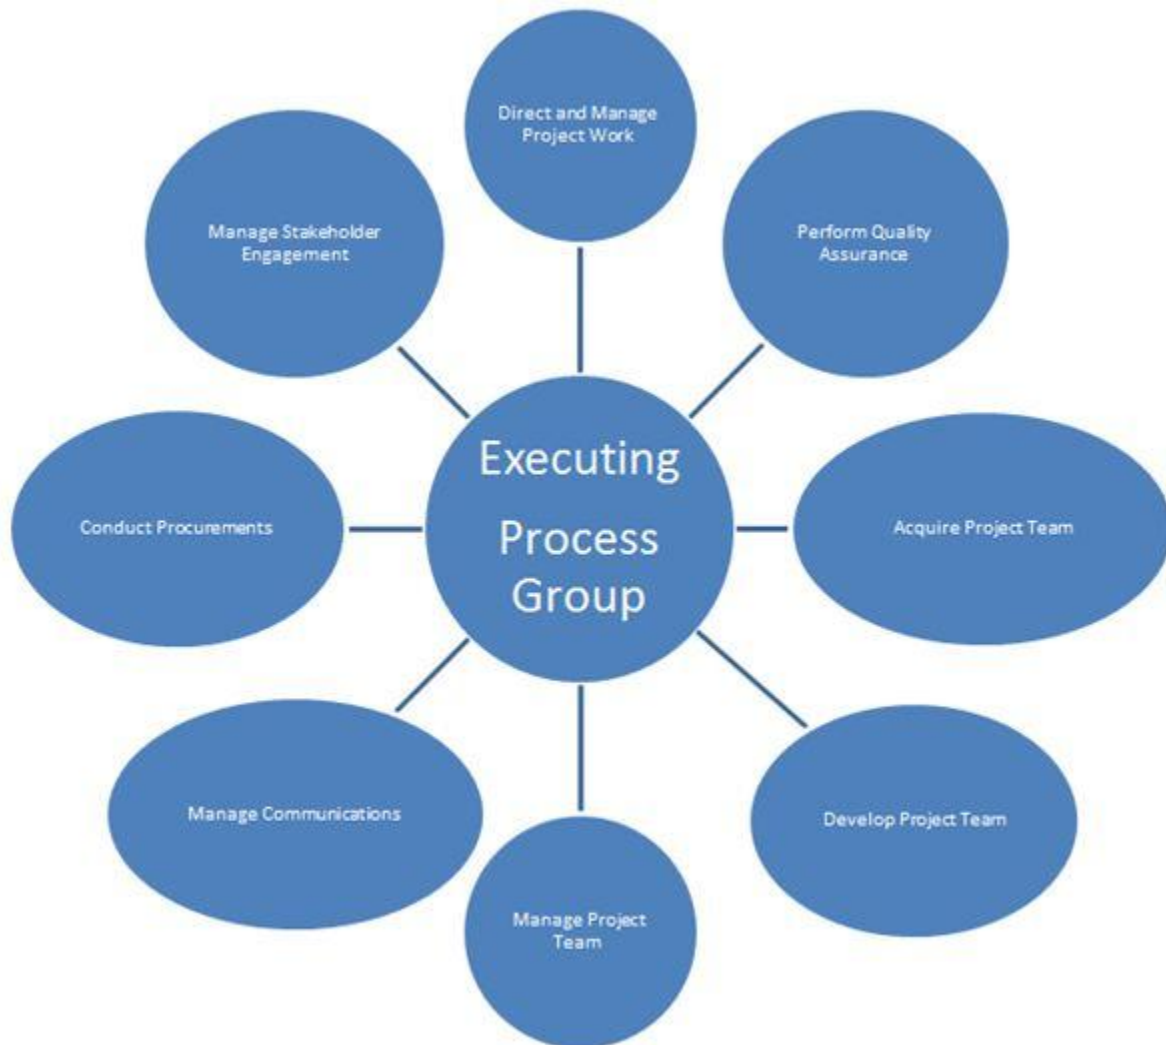 Direct and Manage
Project Work
Manage Stakeholder
Engagement
Perform Quality
Assurance
Executing
Process
Group
Conduct Procurements
Acquire Project Team
Manage Communications
Develop Project Team
Manage Project
Team